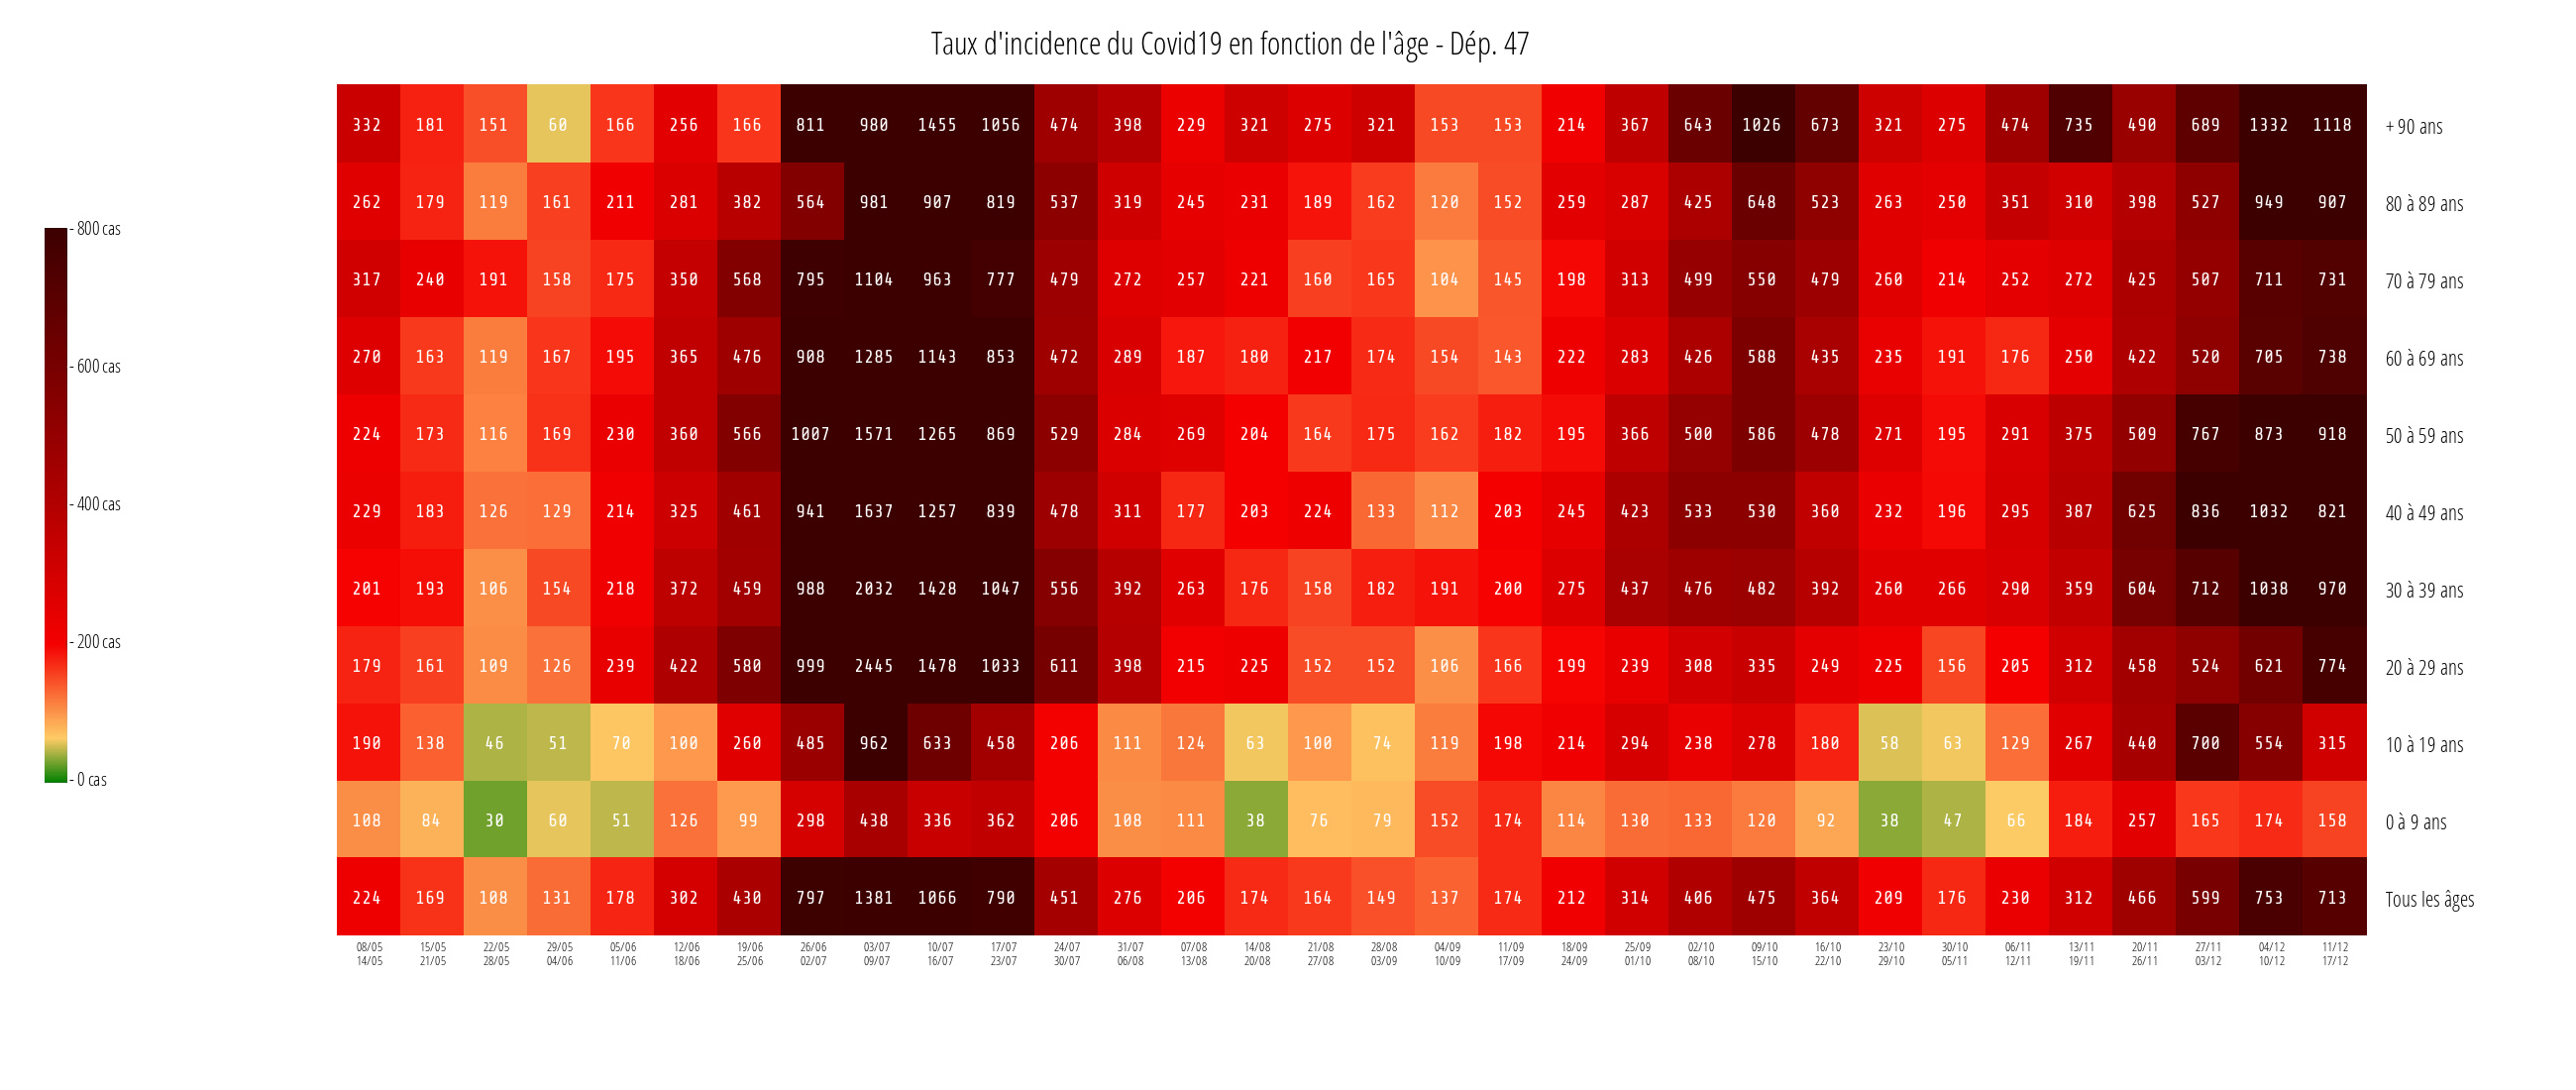 Taux d'incidence du Covid19 en fonction de l'âge - Dép. 47
- 800 cas
- 600 cas
- 400 cas
- 200 cas
- 0 cas
332 181 151 60 166 256 166 811 980 1455 1056 474 398 229 321 275 321 153 153 214 367 643 1026 673 321 275 474 735 490 689 1332 1118 + 90 ans
262 179 119 161 211 281 382 564 981 907 819 537 319 245 231 189 162 120 152 259 287 425 648 523 263 250 351 310 398 527 949 907 80 à 89 ans
317 240 191 158 175 350 568 795 1104 963 777 479 272 257 221 160 165 104 145 198 313 499 550 479 260 214 252 272 425 507 711 731 70 à 79 ans
270 163 119 167 195 365 476 908 1285 1143 853 472 289 187 180 217 174 154 143 222 283 426 588 435 235 191 176 250 422 520 705 738 60 à 69 ans
224 173 116 169 230 360 566 1007 1571 1265 869 529 284 269 204 164 175 162 182 195 366 500 586 478 271 195 291 375 509 767 873 918 50 à 59 ans
229 183 126 129 214 325 461 941 1637 1257 839 478 311 177 203 224 133 112 203 245 423 533 530 360 232 196 295 387 625 836 1032 821 40 à 49 ans
201 193 106 154 218 372 459 988 2032 1428 1047 556 392 263 176 158 182 191 200 275 437 476 482 392 260 266 290 359 604 712 1038 970 30 à 39 ans
179 161 109 126 239 422 580 999 2445 1478 1033 611 398 215 225 152 152 106 166 199 239 308 335 249 225 156 205 312 458 524 621 774 20 à 29 ans
190 138 46 51 70 100 260 485 962 633 458 206 111 124 63 100 74 119 198 214 294 238 278 180 58 63 129 267 440 700 554 315 10 à 19 ans
108 84 30 60 51 126 99 298 438 336 362 206 108 111 38 76 79 152 174 114 130 133 120 92 38 47 66 184 257 165 174 158 0 à 9 ans
224 169 108 131 178 302 430 797 1381 1066 790 451 276 206 174 164 149 137 174 212 314 406 475 364 209 176 230 312 466 599 753 713 Tous les âges
08/05 15/05 22/05 29/05 05/06 12/06 19/06 26/06 03/07 10/07 17/07 24/07 31/07 07/08 14/08 21/08 28/08 04/09 11/09 18/09 25/09 02/10 09/10 16/10 23/10 30/10 06/11 13/11 20/11 27/11 04/12 11/12
14/05 21/05 28/05 04/06 11/06 18/06 25/06 02/07 09/07 16/07 23/07 30/07 06/08 13/08 20/08 27/08 03/09 10/09 17/09 24/09 01/10 08/10 15/10 22/10 29/10 05/11 12/11 19/11 26/11 03/12 10/12 17/12